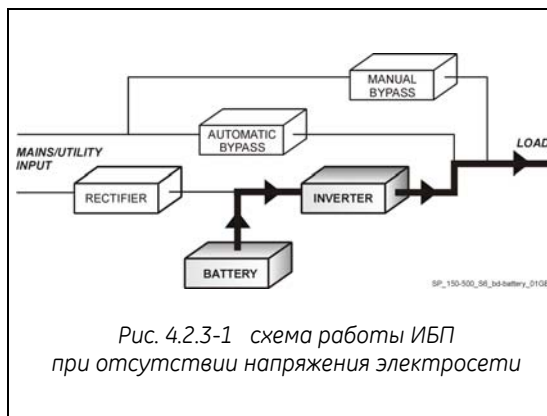 MANUAL
BYPASS
AUTOMATIC
BYPASS
MAINS/UTILITY
INPUT
LOAD
RECTIFIER
INVERTER
BATTERY
SP_150-500_S6_bd-battery_01GB
Рис. 4.2.3-1 схема работы ИБП
при отсутствии напряжения электросети